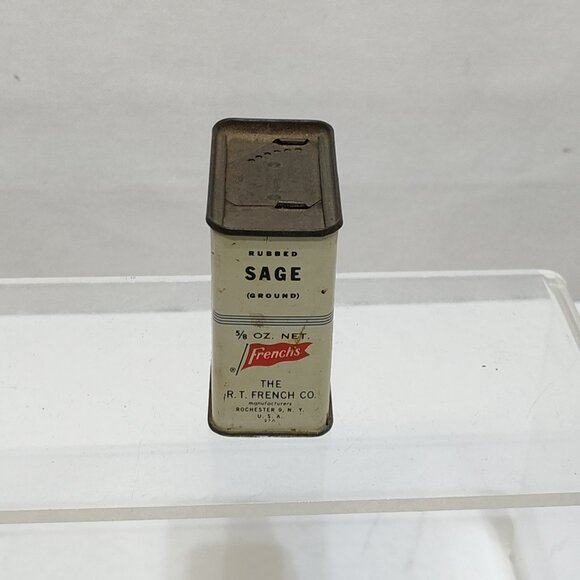 RUBBED
SAGE
(GROUND)
5/8 OZ. NET.
French's
®
THE
R. T. FRENCH CO.
manufacturers
ROCHESTER 9, N. Y.
U. S. A.